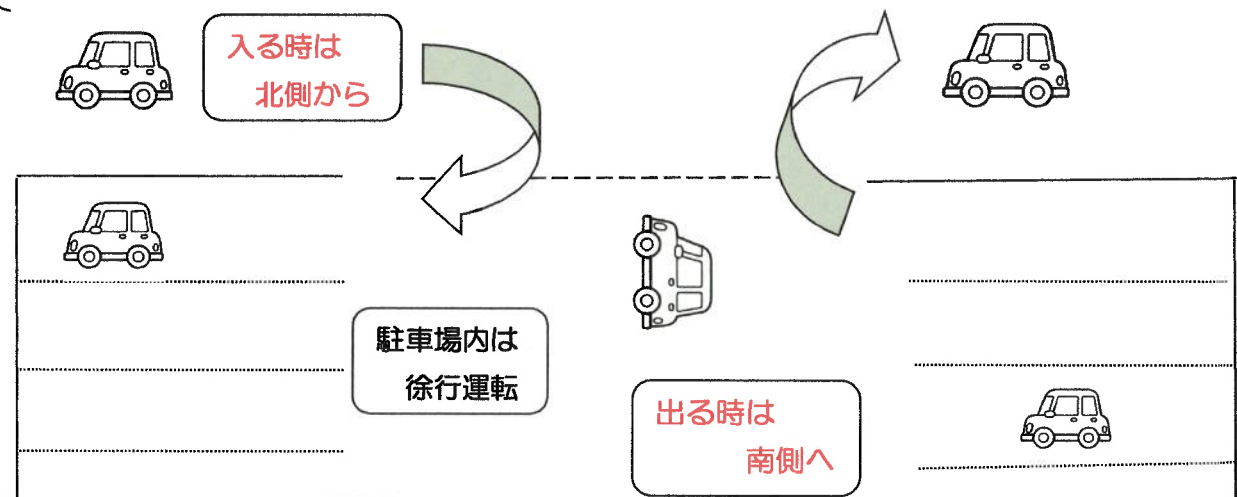 入る時は
北側から
駐車場内は
徐行運転
出る時は
南側へ